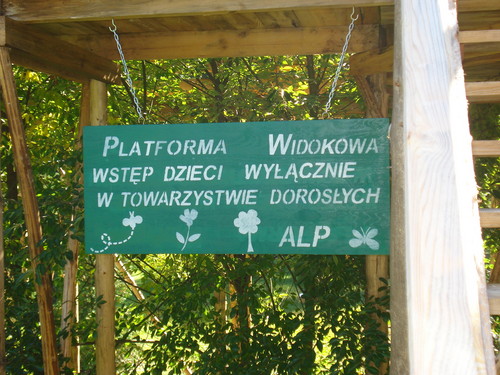 PLATFORMA WIDOKOWA
WSTĘP DZIECI WYŁĄCZNIE
W TOWARZYSTWIE DOROSŁYCH
ALP